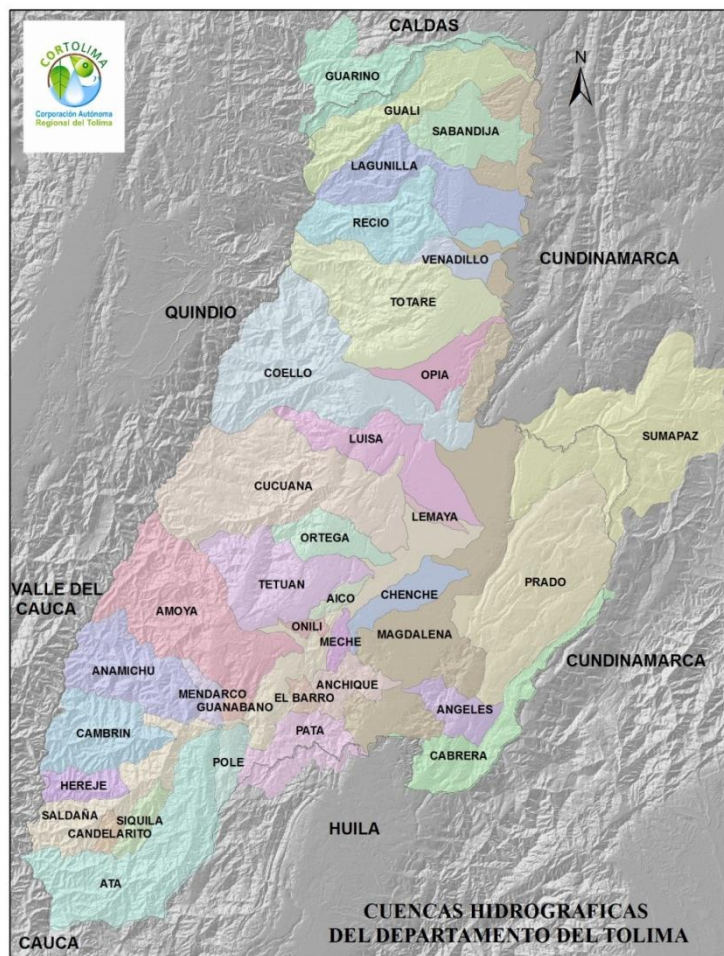 CORTOLIMA
Corporación Autónoma
Regional del Tolima
CALDAS
N
GUARINO
GUALI
SABANDIJA
LAGUNILLA
RECIO
VENADILLO
CUNDINAMARCA
TOTARE
QUINDIO
COELLO
OPIA
SUMAPAZ
LUISA
CUCUANA
LEMAYA
ORTEGA
TETUAN
PRADO
VALLE DEL
CAUCA
AICO
CHENCHE
AMOYA
ONILI
MECHE
MAGDALENA
CUNDINAMARCA
ANAMICHU
ANCHIQUE
MENDARCO
EL BARRO
GUANABANO
ANGELES
CAMBRIN
PATA
CABRERA
POLE
HEREJE
SALDAÑA
SIQUILA
CANDELARITO
HUILA
ATA
CUENCAS HIDROGRAFICAS
DEL DEPARTAMENTO DEL TOLIMA
CAUCA